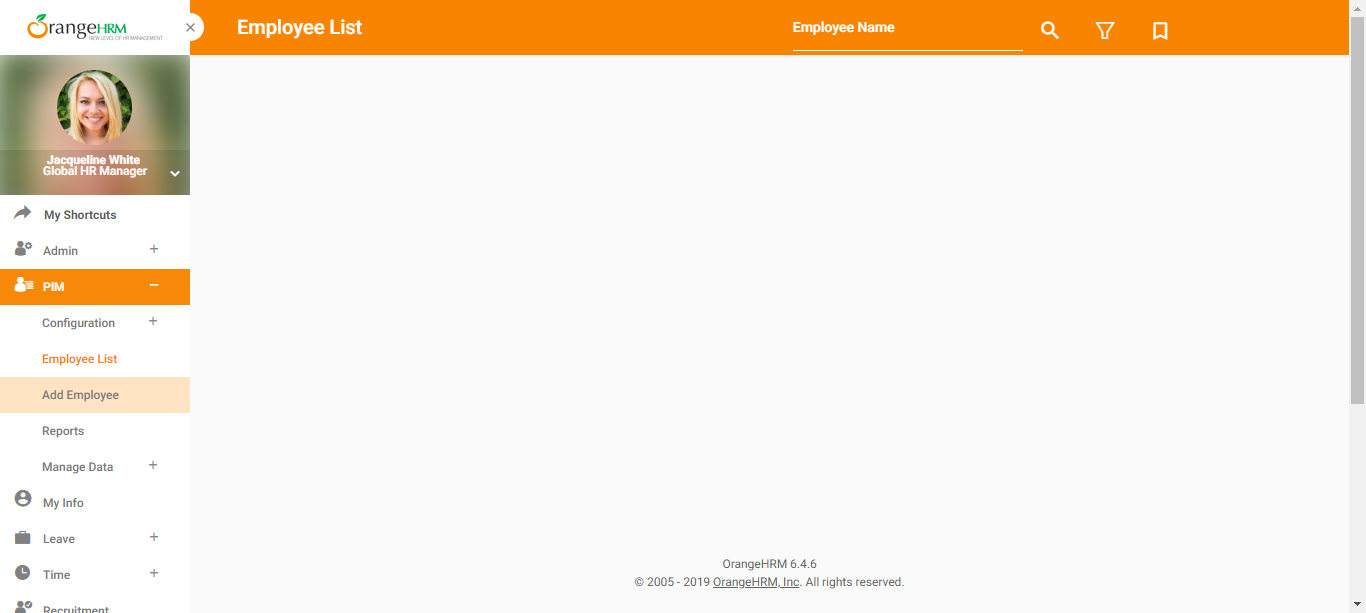 OrangeHRM
NEW LEVEL OF HR MANAGEMENT
Employee List
Employee Name
Jacqueline White
Global HR Manager
My Shortcuts
Admin
PIM
Configuration
Employee List
Add Employee
Reports
Manage Data
My Info
Leave
Time
Recruitment
OrangeHRM 6.4.6
© 2005 - 2019 OrangeHRM, Inc. All rights reserved.